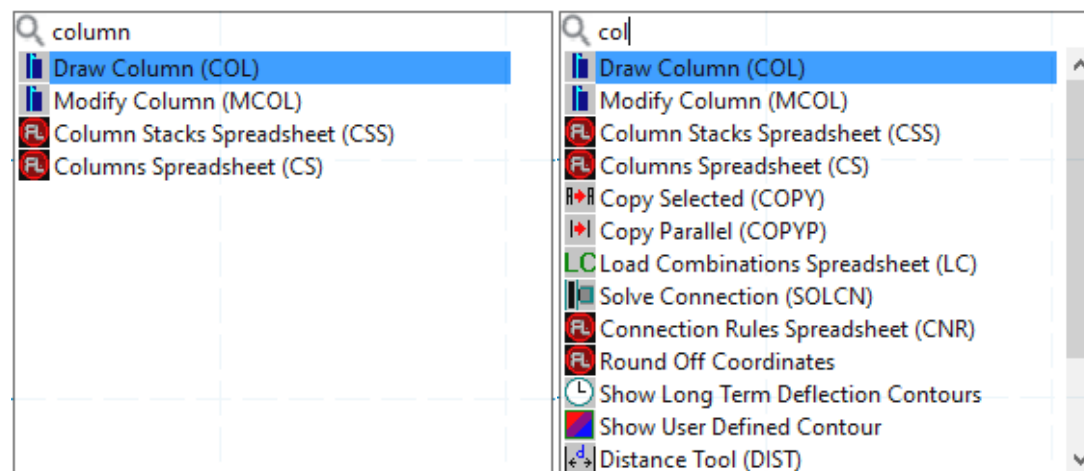 column
Draw Column (COL)
Modify Column (MCOL)
Column Stacks Spreadsheet (CSS)
Columns Spreadsheet (CS)
col
Draw Column (COL)
Modify Column (MCOL)
Column Stacks Spreadsheet (CSS)
Columns Spreadsheet (CS)
Copy Selected (COPY)
Copy Parallel (COPYP)
LC Load Combinations Spreadsheet (LC)
Solve Connection (SOLCN)
Connection Rules Spreadsheet (CNR)
Round Off Coordinates
Show Long Term Deflection Contours
Show User Defined Contour
Distance Tool (DIST)